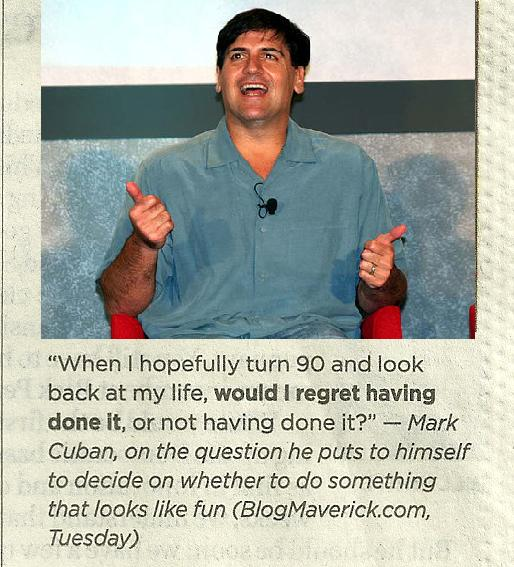 “When I hopefully turn 90 and look
back at my life, would I regret having
done it, or not having done it?” — Mark
Cuban, on the question he puts to himself
to decide on whether to do something
that looks like fun (BlogMaverick.com,
Tuesday)